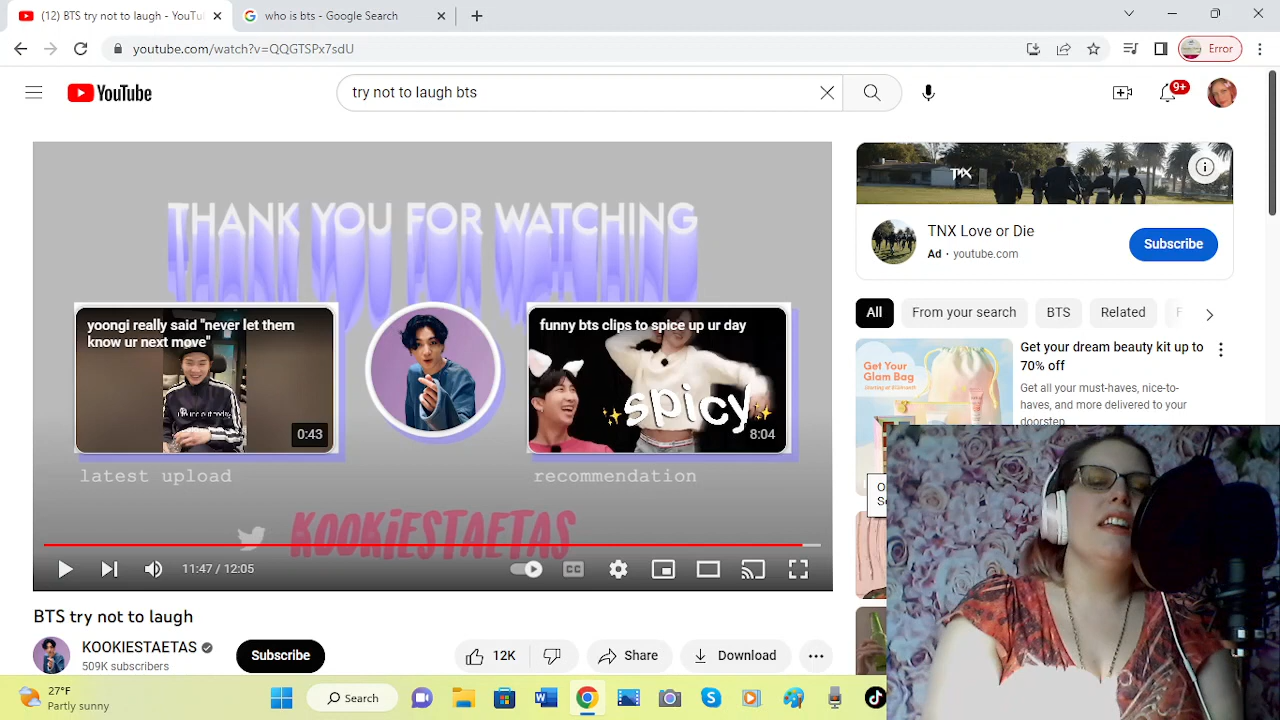 (12) BTS try not to laugh - YouTu
who is bts - Google Search
youtube.com/watch?v=QQGTSPx7sdU
Error
YouTube
try not to laugh bts
9+
THANK YOU FOR WATCHING
yoongi really said "never let them
know ur next move"
0:43
latest upload
funny bts clips to spice up ur day
spicy
8:04
recommendation
KOOKIESTAETAS
11:47 / 12:05
CC
BTS try not to laugh
KOOKIESTAETAS
509K subscribers
Subscribe
12K
Share
Download
TNX
TNX Love or Die
Ad · youtube.com
Subscribe
All
From your search
BTS
Related
Get Your
Glam Bag
Get your dream beauty kit up to
70% off
Get all your must-haves, nice-to-
haves, and more delivered to your
doorstep
27°F
Partly sunny
Search